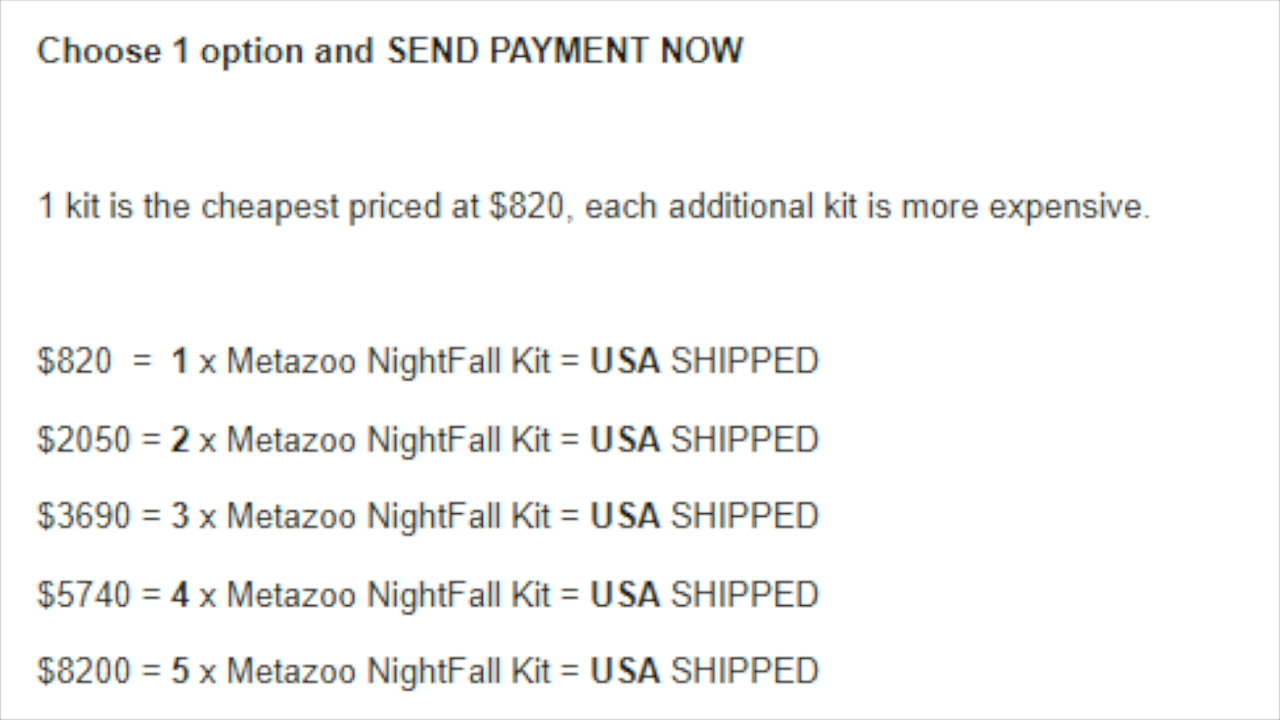 Choose 1 option and SEND PAYMENT NOW
1 kit is the cheapest priced at $820, each additional kit is more expensive.
$820 = 1 x Metazoo NightFall Kit = USA SHIPPED
$2050 = 2 x Metazoo NightFall Kit = USA SHIPPED
$3690 = 3 x Metazoo NightFall Kit = USA SHIPPED
$5740 = 4 x Metazoo NightFall Kit = USA SHIPPED
$8200 = 5 x Metazoo NightFall Kit = USA SHIPPED